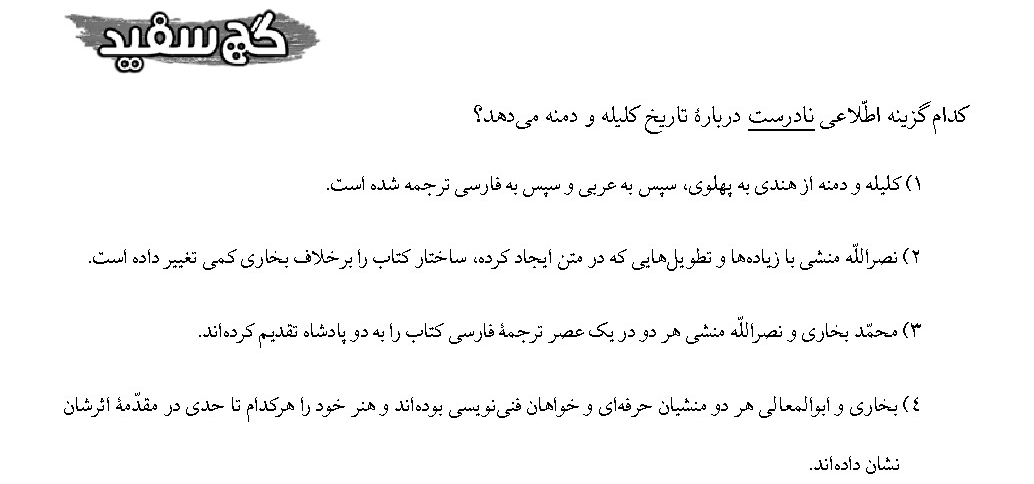 گچ سفید
کدام گزینه اطّلاعی نادرست دربارهٔ تاریخ کلیله و دمنه می‌دهد؟
۱) کلیله و دمنه از هندی به پهلوی، سپس به عربی و سپس به فارسی ترجمه شده است.
۲) نصراللّه منشی با زیاده‌ها و تطویل‌هایی که در متن ایجاد کرده، ساختار کتاب را برخلاف بخاری کمی تغییر داده است.
۳) محمّد بخاری و نصراللّه منشی هر دو در یک عصر ترجمهٔ فارسی کتاب را به دو پادشاه تقدیم کرده‌اند.
٤) بخاری و ابوالمعالی هر دو منشیان حرفه‌ای و خواهان فنی‌نویسی بوده‌اند و هنر خود را هرکدام تا حدی در مقدّمهٔ اثرشان
نشان داده‌اند.